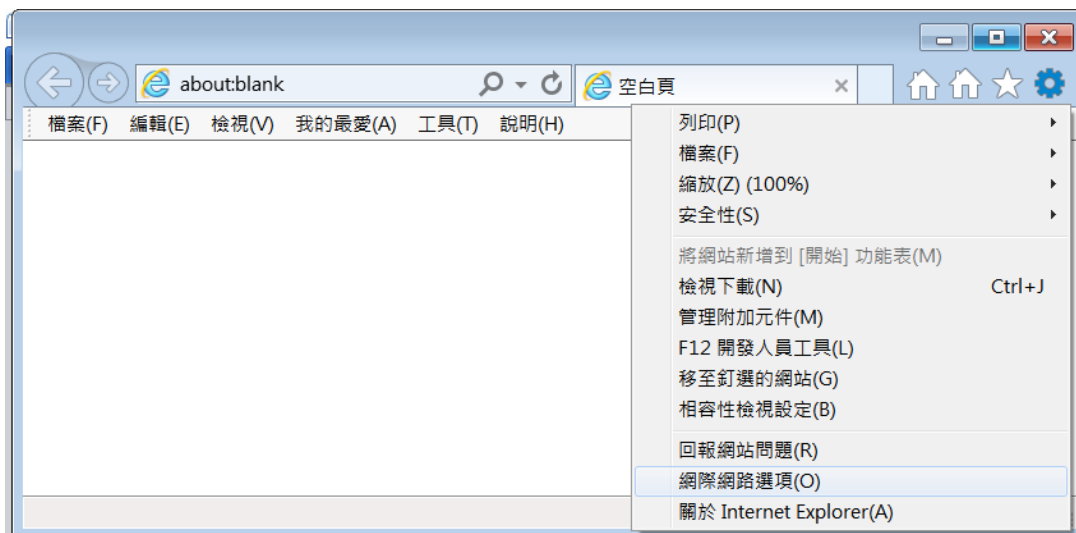 about:blank
空白頁
檔案(F) 編輯(E) 檢視(V) 我的最愛(A) 工具(T) 說明(H)
列印(P)
檔案(F)
縮放(Z) (100%)
安全性(S)
將網站新增到 [開始] 功能表(M)
檢視下載(N) Ctrl+J
管理附加元件(M)
F12 開發人員工具(L)
移至釘選的網站(G)
相容性檢視設定(B)
回報網站問題(R)
網際網路選項(O)
關於 Internet Explorer(A)